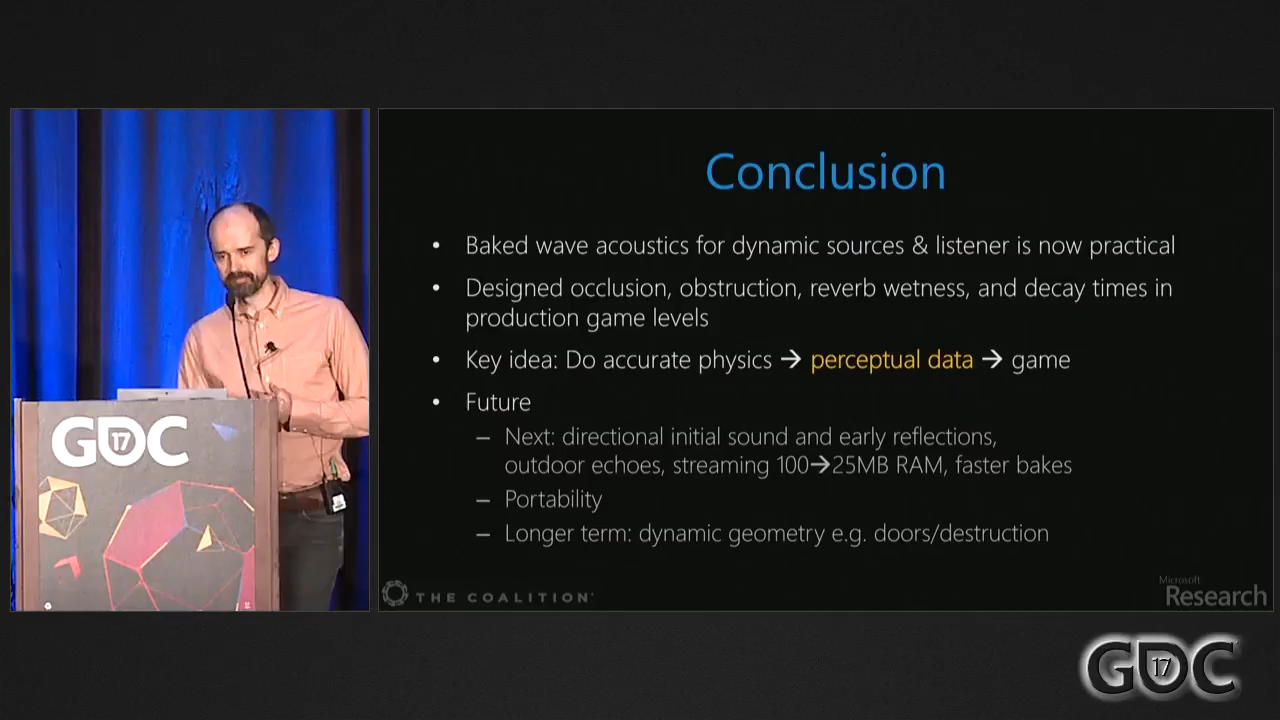 Conclusion
• Baked wave acoustics for dynamic sources & listener is now practical
• Designed occlusion, obstruction, reverb wetness, and decay times in
production game levels
• Key idea: Do accurate physics → perceptual data → game
• Future
– Next: directional initial sound and early reflections,
outdoor echoes, streaming 100→25MB RAM, faster bakes
– Portability
– Longer term: dynamic geometry e.g. doors/destruction
THE COALITION
Microsoft
Research
GDC 17
GDC 17